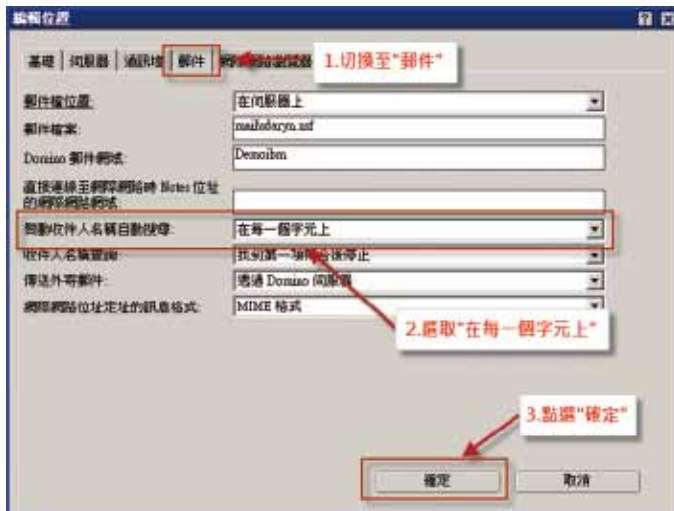 編輯位置
基礎 伺服器 通訊埠 郵件
1.切換至"郵件"
郵件檔位置: 在伺服器上
郵件檔案: mail\sdaryn.nsf
Domino 郵件網域: Demoibm
直接連線至網際網路時 Notes 位址
的網際網路網域:
啟動收件人名稱自動搜尋: 在每一個字元上
收件人名稱查詢: 找到第一項符合後停止
傳送外寄郵件: 透過 Domino 伺服器
網際網路位址定址的訊息格式: MIME 格式
2.選取"在每一個字元上"
3.點選"確定"
確定 取消